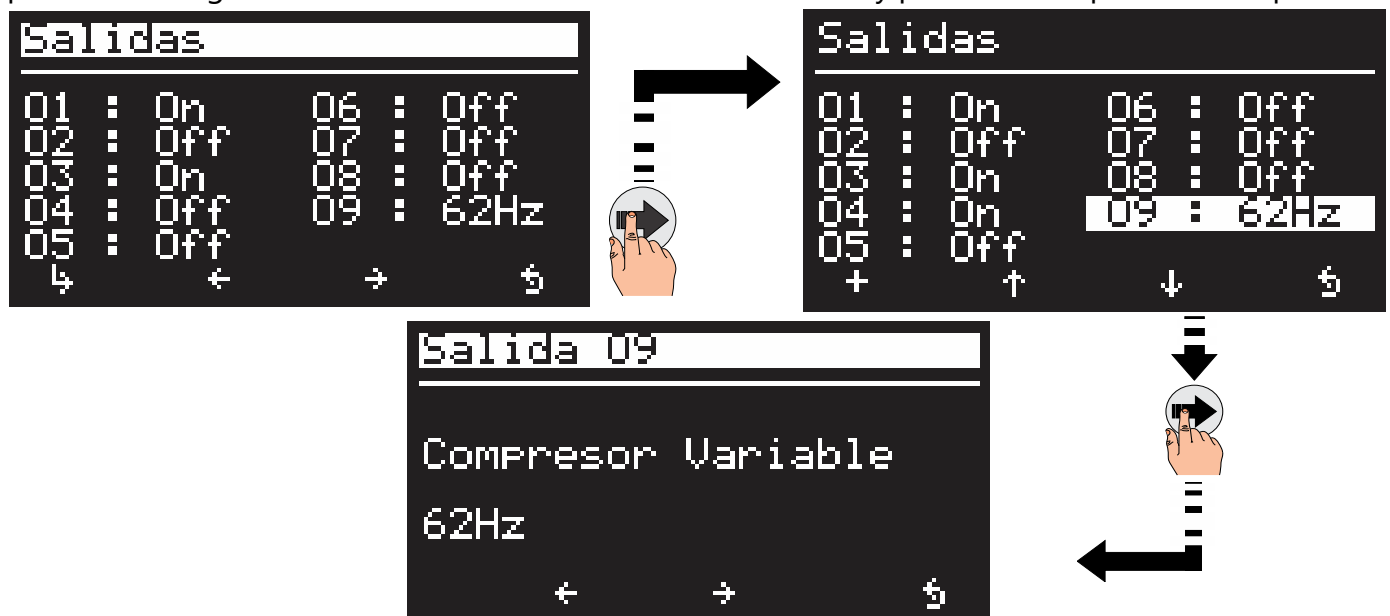 Salidas
01 : On 06 : Off
02 : Off 07 : Off
03 : On 08 : Off
04 : Off 09 : 62Hz
05 : Off
Salidas
01 : On 06 : Off
02 : Off 07 : Off
03 : On 08 : Off
04 : On 09 : 62Hz
05 : Off
Salida 09
Compresor Variable
62Hz